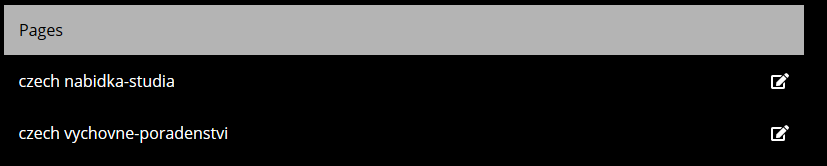 Pages
czech nabidka-studia
czech vychovne-poradenstvi